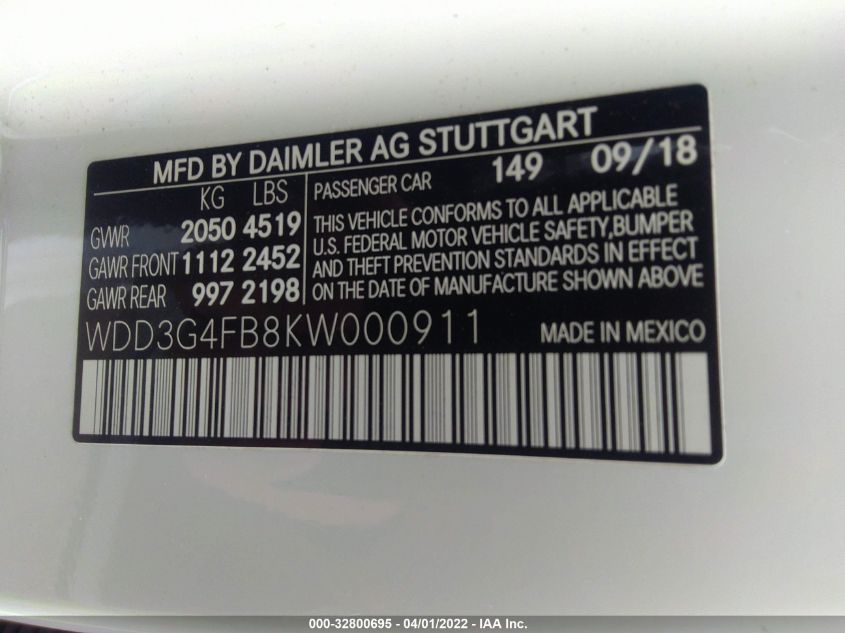 MFD BY DAIMLER AG STUTTGART
KG LBS
GVWR 2050 4519
GAWR FRONT 1112 2452
GAWR REAR 997 2198
PASSENGER CAR 149 09/18
THIS VEHICLE CONFORMS TO ALL APPLICABLE
U.S. FEDERAL MOTOR VEHICLE SAFETY,BUMPER
AND THEFT PREVENTION STANDARDS IN EFFECT
ON THE DATE OF MANUFACTURE SHOWN ABOVE
WDD3G4FB8KW000911 MADE IN MEXICO
000-32800695 - 04/01/2022 - IAA Inc.